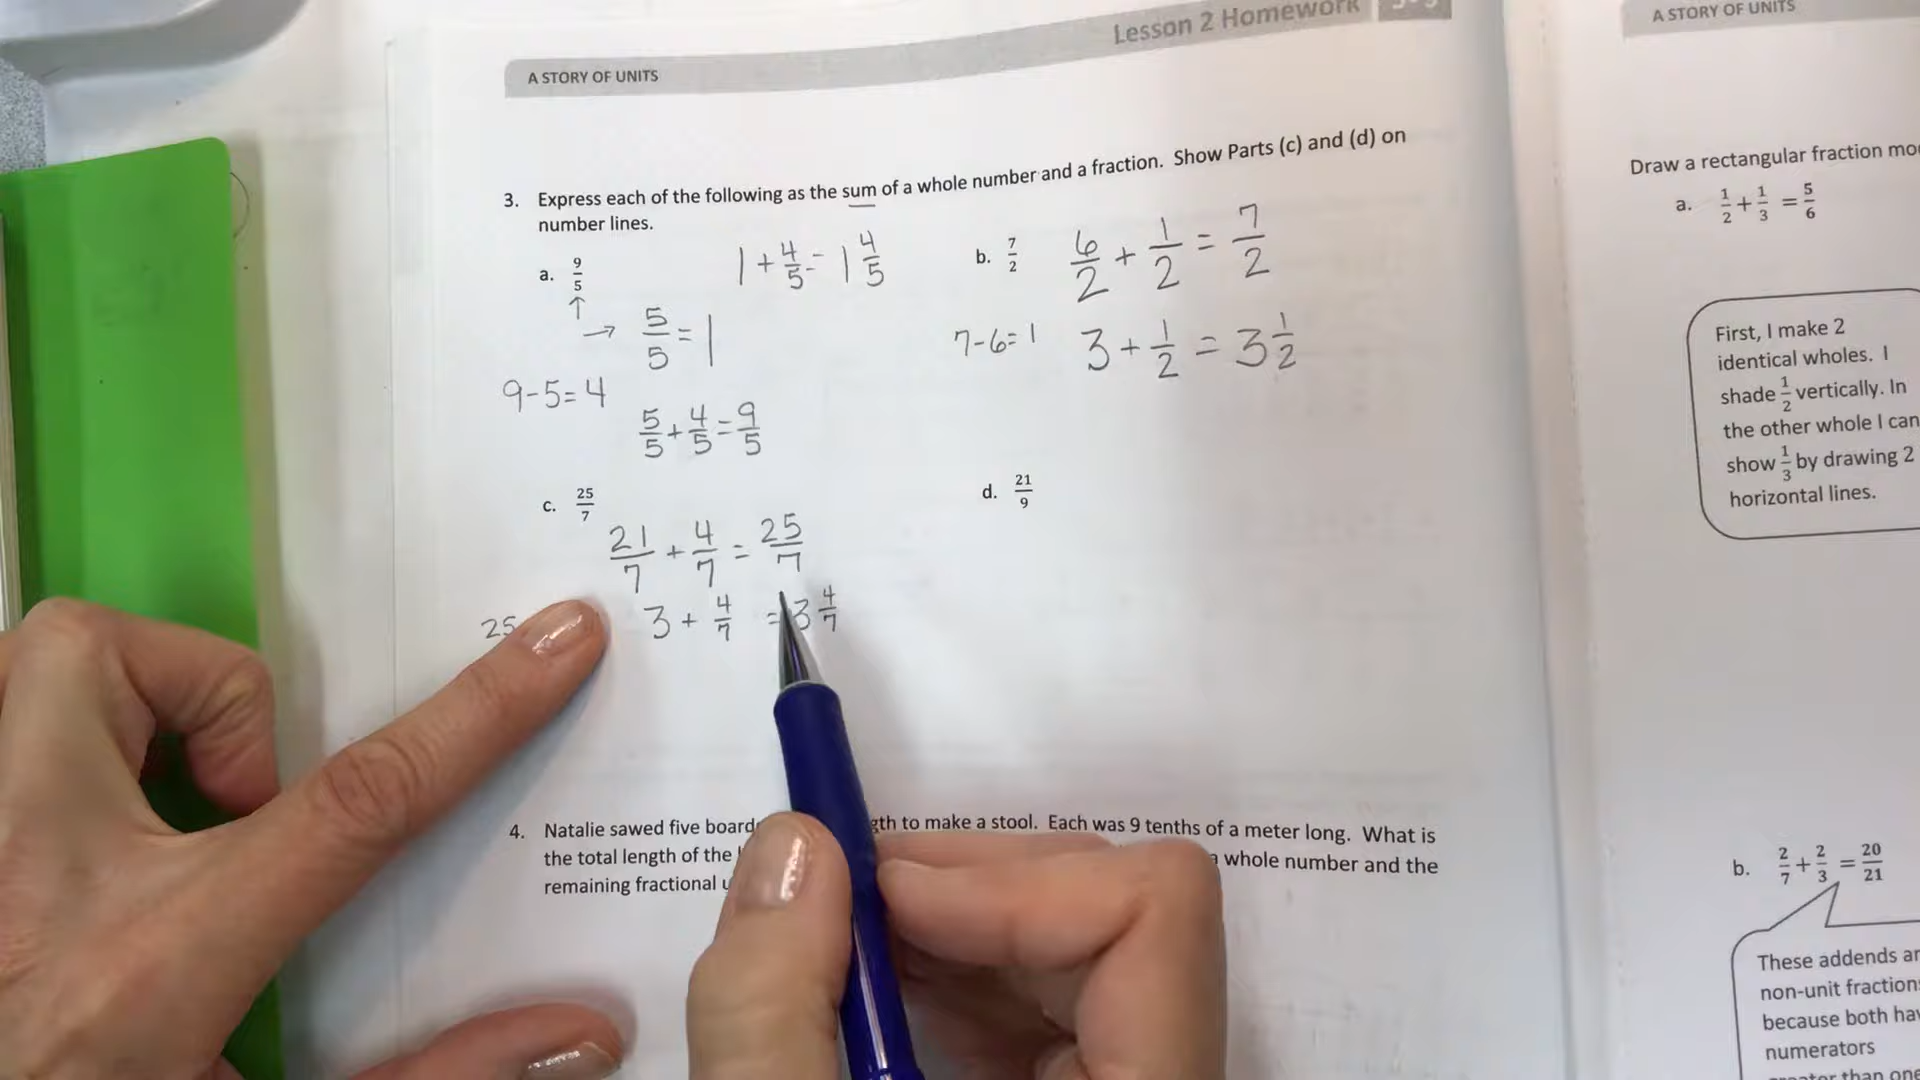 Lesson 2 Homework
A STORY OF UNITS
3. Express each of the following as the sum of a whole number and a fraction. Show Parts (c) and (d) on
number lines.
a. 9/5
1 + 4/5 = 1 4/5
→ 5/5 = 1
9-5=4
5/5 + 4/5 = 9/5
b. 7/2
6/2 + 1/2 = 7/2
7-6=1
3 + 1/2 = 3 1/2
c. 25/7
21/7 + 4/7 = 25/7
25
3 + 4/7 = 3 4/7
d. 21/9
4. Natalie sawed five board gth to make a stool. Each was 9 tenths of a meter long. What is
the total length of the whole number and the
remaining fractional
A STORY OF UNITS
Draw a rectangular fraction
a. 1/2 + 1/3 = 5/6
First, I make 2
identical wholes. I
shade 1/2 vertically. In
the other whole I can
show 1/3 by drawing 2
horizontal lines.
b. 2/7 + 2/3 = 20/21
These addends
non-unit fraction
because both
numerators
than one